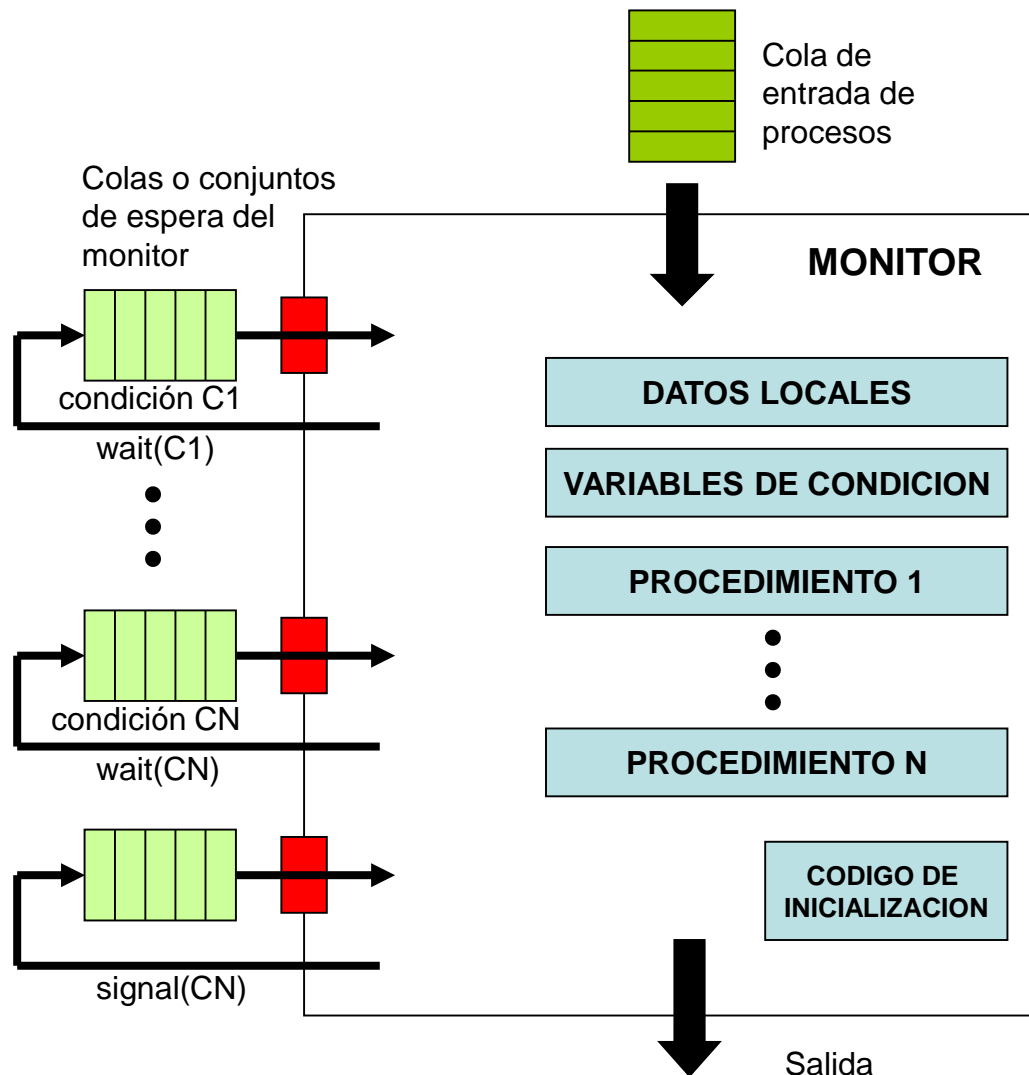 Cola de
entrada de
procesos
Colas o conjuntos
de espera del
monitor
MONITOR
condición C1
wait(C1)
DATOS LOCALES
VARIABLES DE CONDICION
PROCEDIMIENTO 1
condición CN
wait(CN)
PROCEDIMIENTO N
CODIGO DE
INICIALIZACION
signal(CN)
Salida